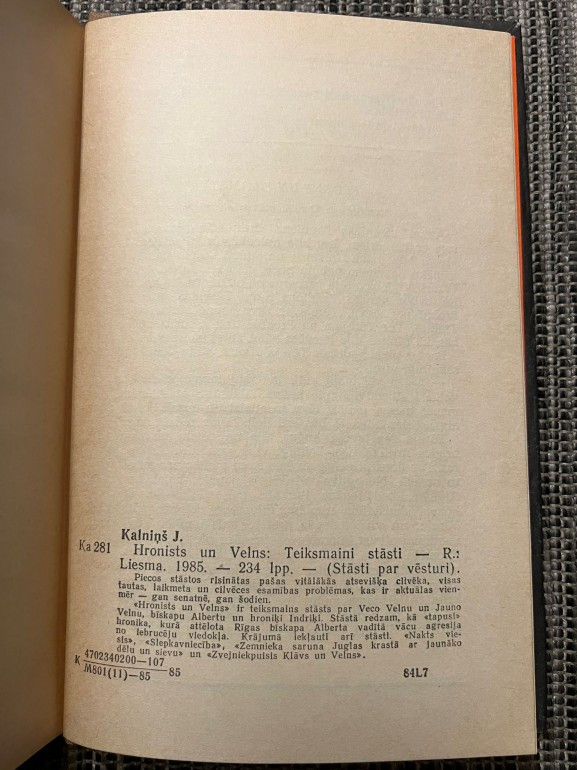 Kalniņš J.
Ka 281
Hronists un Velns: Teiksmaini stāsti — R.:
Liesma. 1985. — 234 lpp. — (Stāsti par vēsturi).
Piecos stāstos risinātas pašas vitālākās atsevišķa cilvēka, visas
tautas, laikmeta un cilvēces esamības problēmas, kas ir aktuālas vien-
mēr — gan senatnē, gan šodien.
«Hronists un Velns» ir teiksmains stāsts par Veco Velnu un Jauno
Velnu, bīskapu Albertu un hroniķi Indriķi. Stāstā redzam, kā «tapusi»
hronika, kurā attēlota Rīgas bīskapa Alberta vadītā vācu agresija
no iebrucēju viedokļa. Krājumā iekļauti arī stāsti. «Nakts vie-
sis», «Slepkavniecība», «Zemnieka saruna Juglas krastā ar jaunāko
dēlu un sievu» un «Zvejniekpuisis Kļavs un Velns».
K 4702340200—107
M801(11)—85 85
84L7